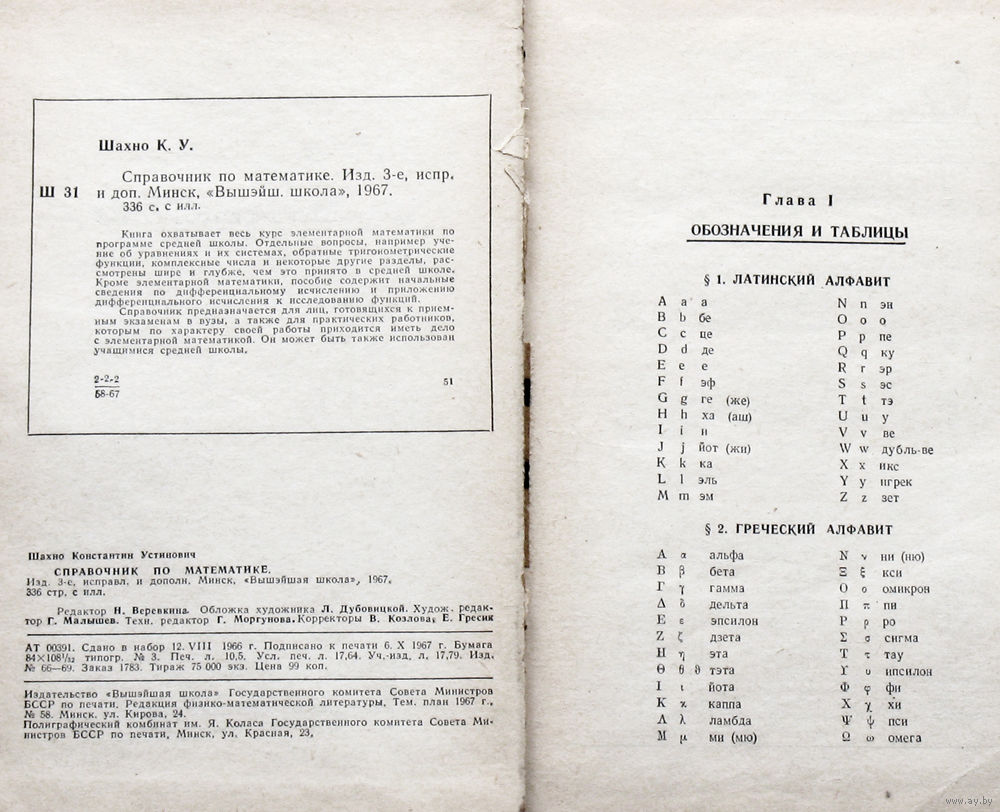 Шахно К. У.
Справочник по математике. Изд. 3-е, испр.
Ш 31 и доп. Минск, «Вышэйш. школа», 1967.
336 с. с илл.
Книга охватывает весь курс элементарной математики по
программе средней школы. Отдельные вопросы, например уче-
ние об уравнениях и их системах, обратные тригонометрические
функции, комплексные числа и некоторые другие разделы, рас-
смотрены шире и глубже, чем это принято в средней школе.
Кроме элементарной математики, пособие содержит начальные
сведения по дифференциальному исчислению и приложению
дифференциального исчисления к исследованию функций.
Справочник предназначается для лиц, готовящихся к прием-
ным экзаменам в вузы, а также для практических работников,
которым по характеру своей работы приходится иметь дело
с элементарной математикой. Он может быть также использован
учащимися средней школы.
2-2-2 51
68-67
Шахно Константин Устинович
СПРАВОЧНИК ПО МАТЕМАТИКЕ.
Изд. 3-е, исправл. и дополн. Минск, «Вышэйшая школа», 1967.
336 стр. с илл.
Редактор Н. Веревкина. Обложка художника Л. Дубовицкой. Худож. редак-
тор Г. Малышев. Техн. редактор Г. Моргунова. Корректоры В. Козлова, Е. Гресик
АТ 00391. Сдано в набор 12. VIII 1966 г. Подписано к печати 6. X 1967 г. Бумага
84×108¹/₃₂ типогр. № 3. Печ. л. 10,5. Усл. печ. л. 17,64. Уч.-изд. л. 17,79. Изд.
№ 66—69. Заказ 1783. Тираж 75 000 экз. Цена 99 коп.
Издательство «Вышэйшая школа» Государственного комитета Совета Министров
БССР по печати. Редакция физико-математической литературы. Тем. план 1967 г.,
№ 58. Минск, ул. Кирова, 24.
Полиграфический комбинат им. Я. Коласа Государственного комитета Совета Ми-
нистров БССР по печати, Минск, ул. Красная, 23.
Глава I
ОБОЗНАЧЕНИЯ И ТАБЛИЦЫ
§ 1. ЛАТИНСКИЙ АЛФАВИТ
A a а N n эн
B b бе O o о
C c це P p пе
D d де Q q ку
E e е R r эр
F f эф S s эс
G g ге (же) T t тэ
H h ха (аш) U u у
I i и V v ве
J j йот (жи) W w дубль-ве
K k ка X x икс
L l эль Y y игрек
M m эм Z z зет
§ 2. ГРЕЧЕСКИЙ АЛФАВИТ
Α α альфа Ν ν ни (ню)
Β β бета Ξ ξ кси
Γ γ гамма Ο ο омикрон
Δ δ дельта Π π пи
Ε ε эпсилон Ρ ρ ро
Ζ ζ дзета Σ σ сигма
Η η эта Τ τ тау
Θ θ ϑ тэта Υ υ ипсилон
Ι ι йота Φ φ фи
Κ κ каппа Χ χ хи
Λ λ ламбда Ψ ψ пси
Μ μ ми (мю) Ω ω омега
www.ay.by